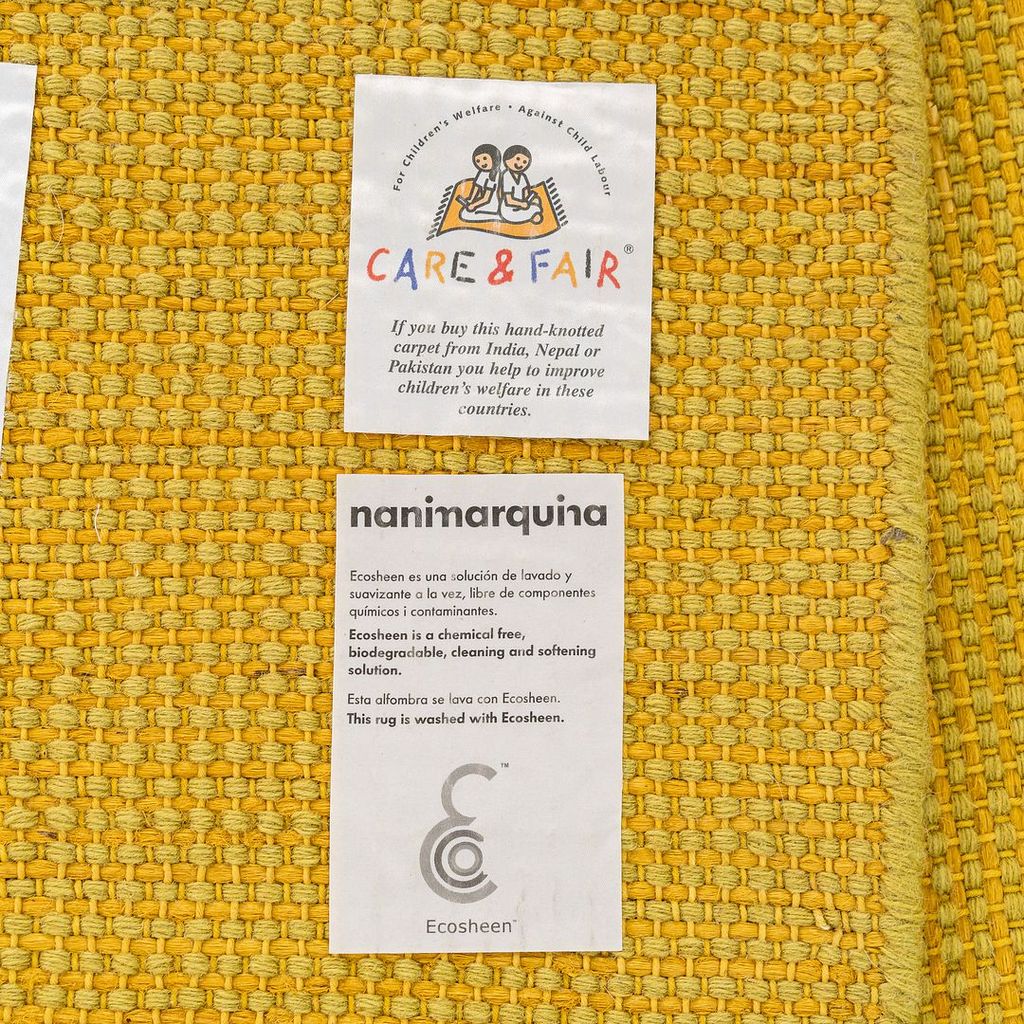 For Children's Welfare • Against Child Labour
CARE & FAIR®
If you buy this hand-knotted
carpet from India, Nepal or
Pakistan you help to improve
children's welfare in these
countries.
nanimarquina
Ecosheen es una solución de lavado y
suavizante a la vez, libre de componentes
químicos i contaminantes.
Ecosheen is a chemical free,
biodegradable, cleaning and softening
solution.
Esta alfombra se lava con Ecosheen.
This rug is washed with Ecosheen.
™
Ecosheen™